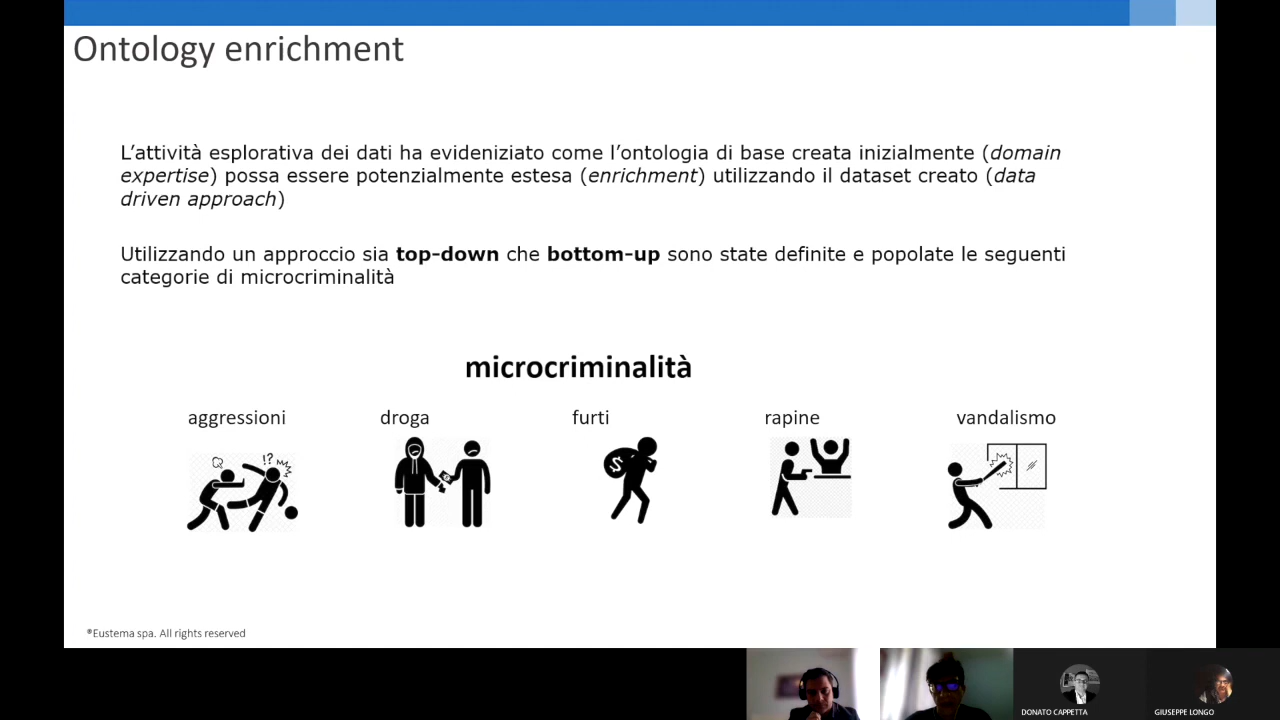 Ontology enrichment
L’attività esplorativa dei dati ha evideniziato come l’ontologia di base creata inizialmente (domain
expertise) possa essere potenzialmente estesa (enrichment) utilizzando il dataset creato (data
driven approach)
Utilizzando un approccio sia top-down che bottom-up sono state definite e popolate le seguenti
categorie di microcriminalità
microcriminalità
aggressioni droga furti rapine vandalismo
!?
$
®Eustema spa. All rights reserved
DONATO CAPPETTA GIUSEPPE LONGO